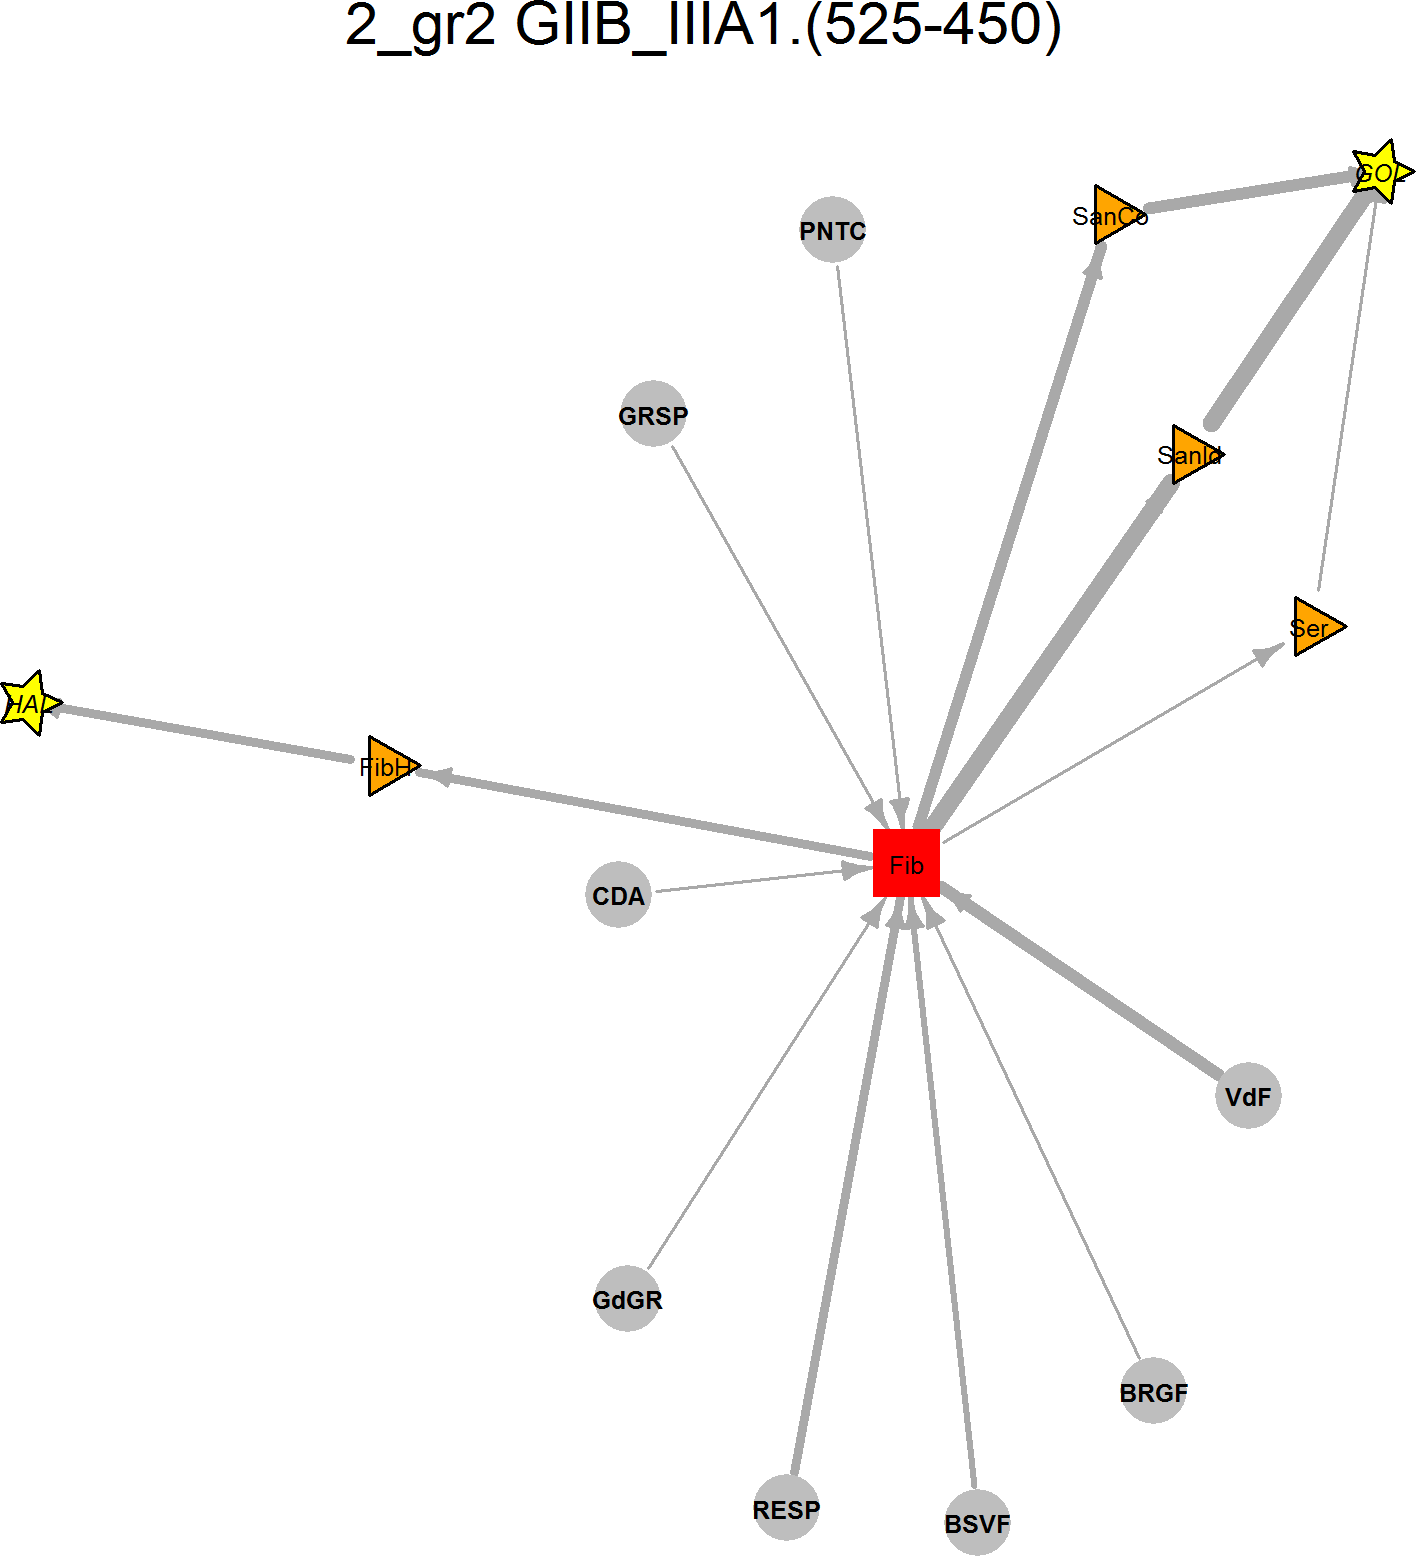 2_gr2 GIIB_IIIA1.(525-450)
GOL
SanCo
PNTC
GRSP
SanId
Ser
HAL
FibH
Fib
CDA
VdF
GdGR
BRGF
RESP
BSVF